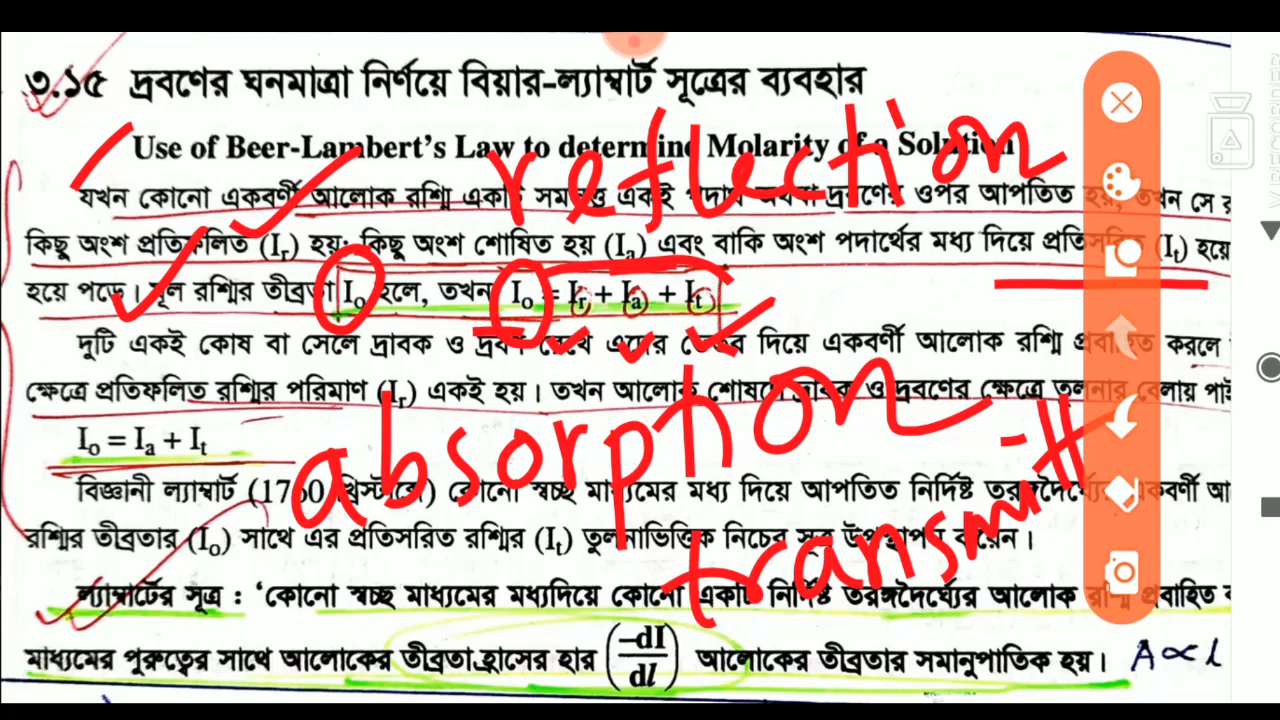 ৩.১৫ দ্রবণের ঘনমাত্রা নির্ণয়ে বিয়ার-ল্যাম্বার্ট সূত্রের ব্যবহার
Use of Beer-Lambert's Law to determine Molarity of a Solution
reflection
যখন কোনো একবর্ণী আলোক রশ্মি একটি সমসত্ত্ব একই পদার্থ অথবা দ্রবণের ওপর আপতিত হয়, তখন সে
কিছু অংশ প্রতিফলিত (Ir) হয়; কিছু অংশ শোষিত হয় (Ia) এবং বাকি অংশ পদার্থের মধ্য দিয়ে প্রতিসরিত (It) হয়ে
হয়ে পড়ে। মূল রশ্মির তীব্রতা Io হলে, তখন Io = Ir + Ia + It
দুটি একই কোষ বা সেলে দ্রাবক ও দ্রবণ রেখে এদের ভেতর দিয়ে একবর্ণী আলোক রশ্মি প্রবাহিত করলে
ক্ষেত্রে প্রতিফলিত রশ্মির পরিমাণ (Ir) একই হয়। তখন আলোক শোষণে দ্রাবক ও দ্রবণের ক্ষেত্রে তুলনার বেলায়
absorption
Io = Ia + It
বিজ্ঞানী ল্যাম্বার্ট (1760 খ্রিস্টাব্দে) কোনো স্বচ্ছ মাধ্যমের মধ্য দিয়ে আপতিত নির্দিষ্ট তরঙ্গদৈর্ঘ্যের একবর্ণী
রশ্মির তীব্রতার (Io) সাথে এর প্রতিসরিত রশ্মির (It) তুলনাভিত্তিক নিচের সূত্র উপস্থাপন করেন।
transmitt
ল্যাম্বার্টের সূত্র : ‘কোনো স্বচ্ছ মাধ্যমের মধ্যদিয়ে কোনো একটি নির্দিষ্ট তরঙ্গদৈর্ঘ্যের আলোক রশ্মি প্রবাহিত
মাধ্যমের পুরুত্বের সাথে আলোকের তীব্রতা হ্রাসের হার (-dI/dl) আলোকের তীব্রতার সমানুপাতিক হয়। A∝l